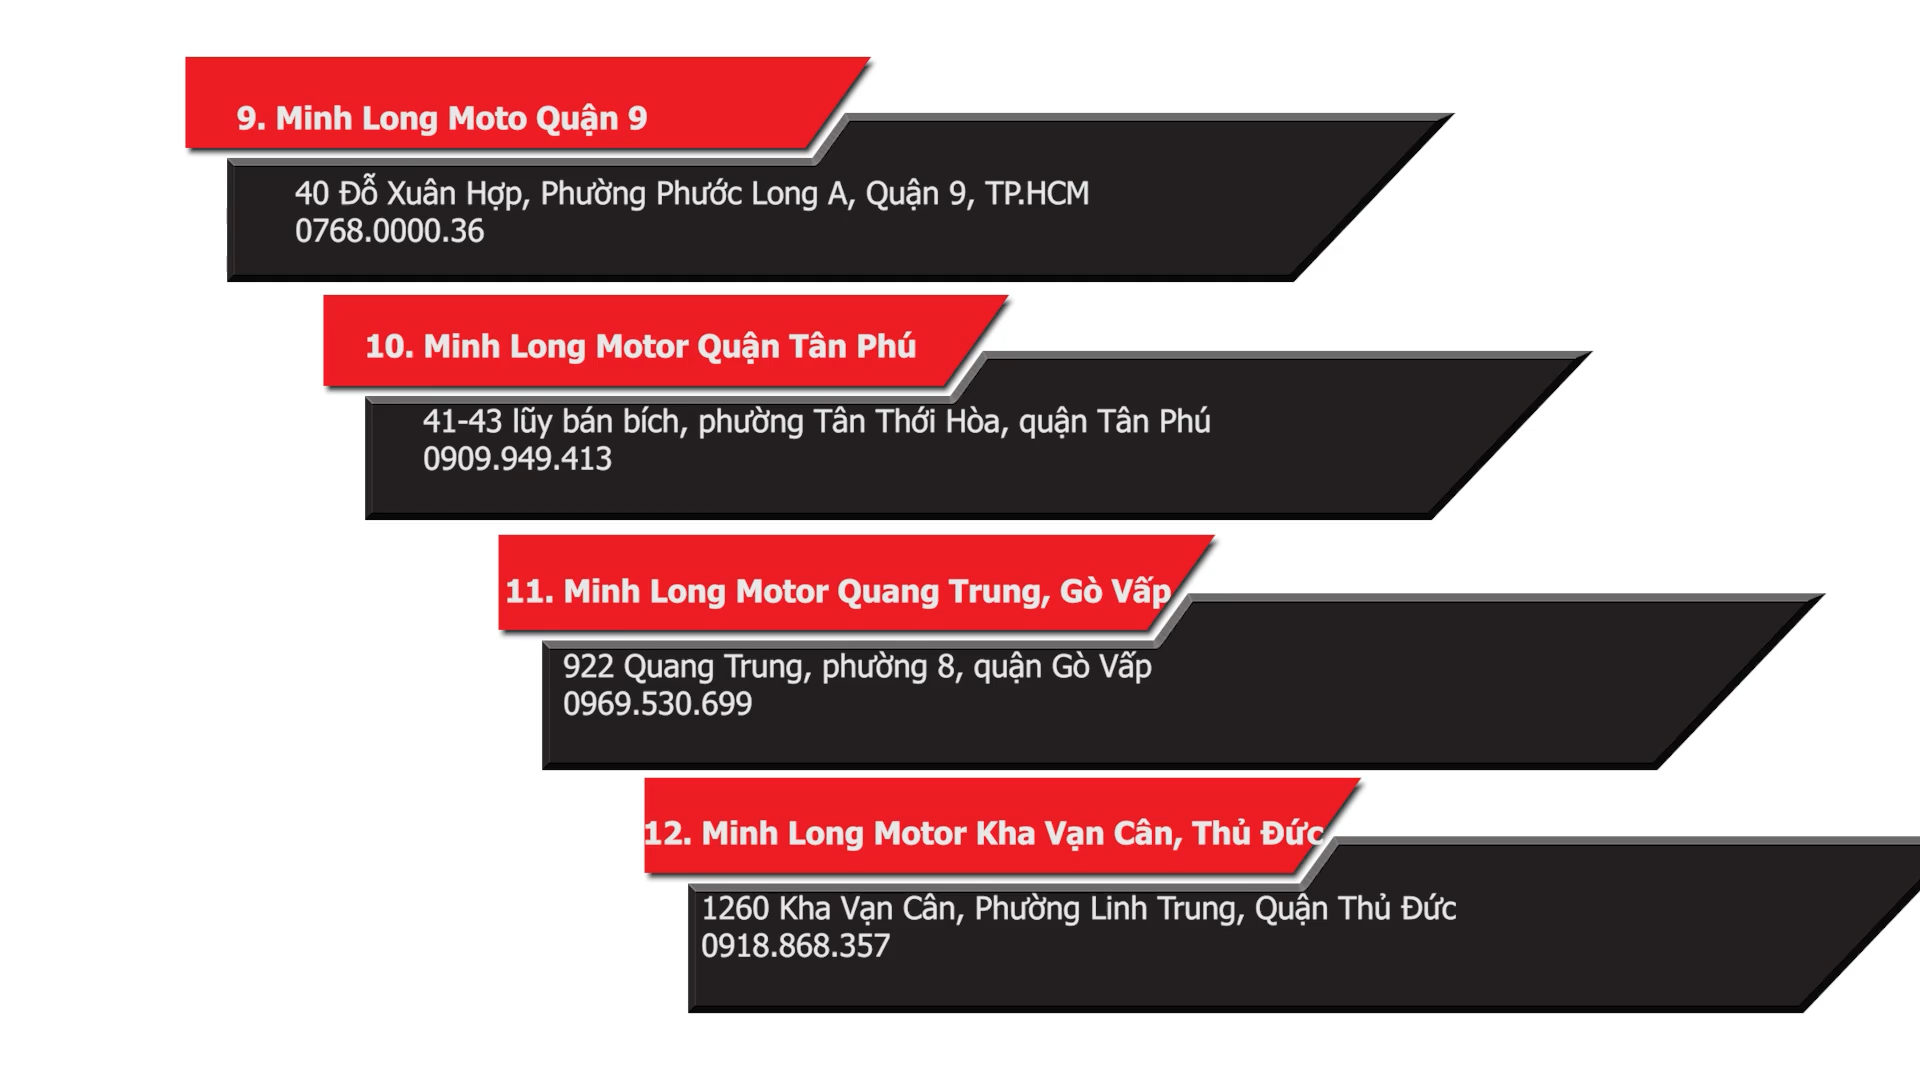 9. Minh Long Moto Quận 9
40 Đỗ Xuân Hợp, Phường Phước Long A, Quận 9, TP.HCM
0768.0000.36
10. Minh Long Motor Quận Tân Phú
41-43 lũy bán bích, phường Tân Thới Hòa, quận Tân Phú
0909.949.413
11. Minh Long Motor Quang Trung, Gò Vấp
922 Quang Trung, phường 8, quận Gò Vấp
0969.530.699
12. Minh Long Motor Kha Vạn Cân, Thủ Đức
1260 Kha Vạn Cân, Phường Linh Trung, Quận Thủ Đức
0918.868.357